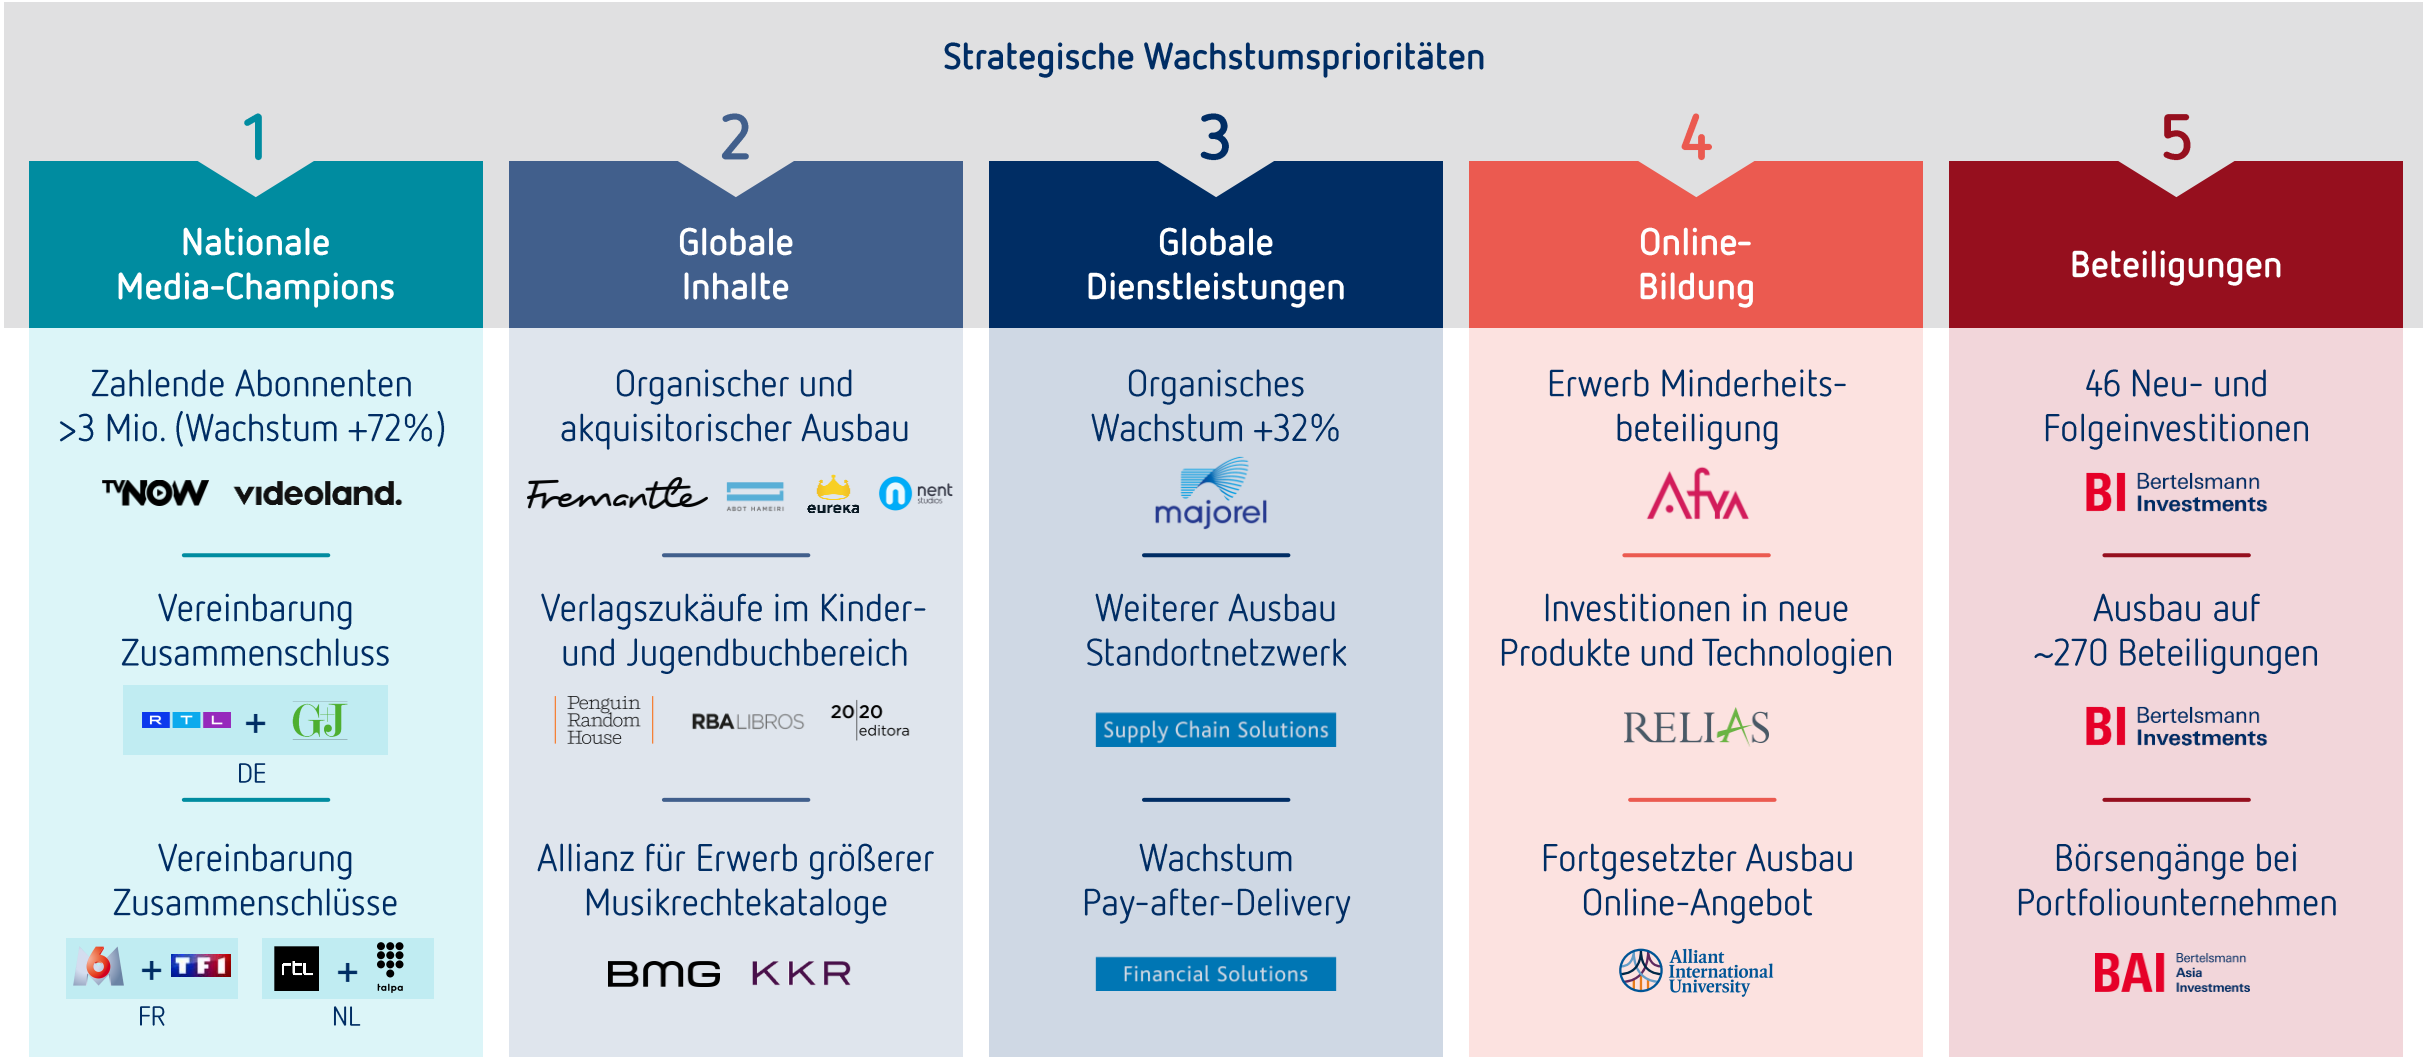 Strategische Wachstumsprioritäten
1
Nationale
Media-Champions
Zahlende Abonnenten
>3 Mio. (Wachstum +72%)
TVNOW videoland.
Vereinbarung
Zusammenschluss
RTL + G+J
DE
Vereinbarung
Zusammenschlüsse
M6 + TF1 rtl + talpa
FR NL
2
Globale
Inhalte
Organischer und
akquisitorischer Ausbau
Fremantle ABOT HAMEIRI eureka nent
studios
Verlagszukäufe im Kinder-
und Jugendbuchbereich
Penguin
Random
House
RBA LIBROS
20|20
editora
Allianz für Erwerb größerer
Musikrechtekataloge
BMG KKR
3
Globale
Dienstleistungen
Organisches
Wachstum +32%
majorel
Weiterer Ausbau
Standortnetzwerk
Supply Chain Solutions
Wachstum
Pay-after-Delivery
Financial Solutions
4
Online-
Bildung
Erwerb Minderheits-
beteiligung
Afya
Investitionen in neue
Produkte und Technologien
RELIAS
Fortgesetzter Ausbau
Online-Angebot
Alliant
International
University
5
Beteiligungen
46 Neu- und
Folgeinvestitionen
BI Bertelsmann
Investments
Ausbau auf
~270 Beteiligungen
BI Bertelsmann
Investments
Börsengänge bei
Portfoliounternehmen
BAI Bertelsmann
Asia
Investments